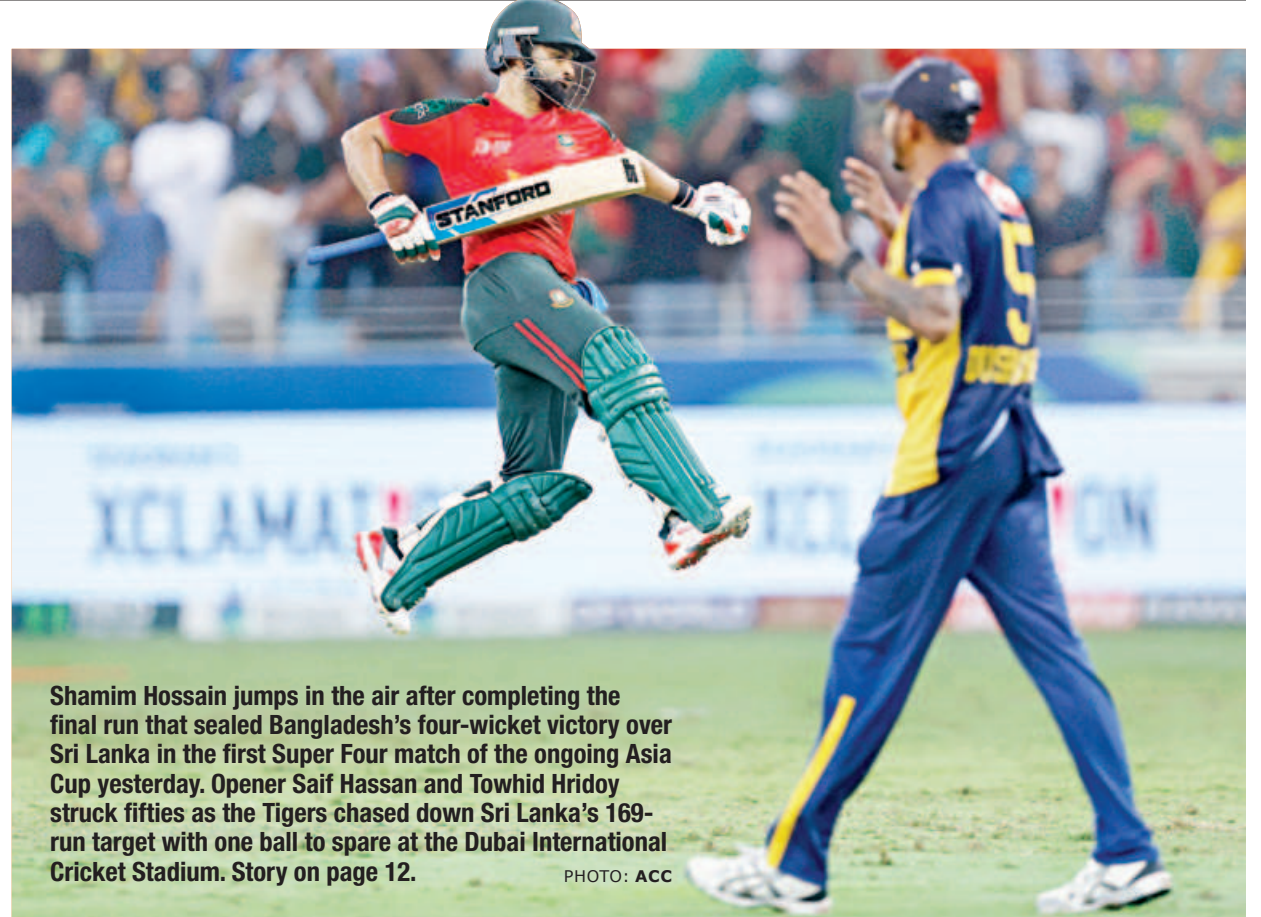 STANFORD
5
XCLAMAT!
ON
Shamim Hossain jumps in the air after completing the
final run that sealed Bangladesh’s four-wicket victory over
Sri Lanka in the first Super Four match of the ongoing Asia
Cup yesterday. Opener Saif Hassan and Towhid Hridoy
struck fifties as the Tigers chased down Sri Lanka’s 169-
run target with one ball to spare at the Dubai International
Cricket Stadium. Story on page 12.
PHOTO: ACC